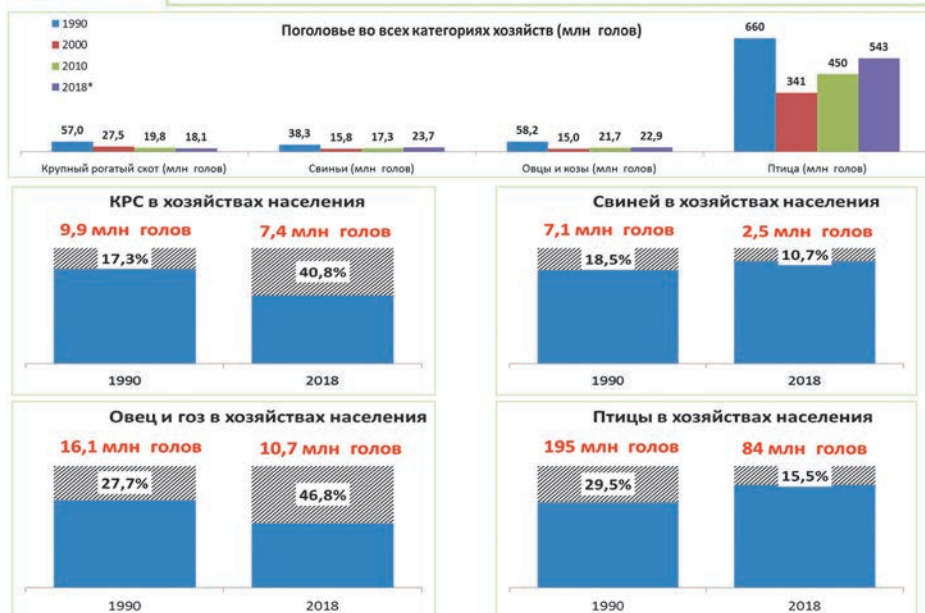 Поголовье во всех категориях хозяйств (млн голов)
1990
2000
2010
2018*
57,0 27,5 19,8 18,1
38,3 15,8 17,3 23,7
58,2 15,0 21,7 22,9
660 341 450 543
Крупный рогатый скот (млн голов) Свиньи (млн голов) Овцы и козы (млн голов) Птица (млн голов)
КРС в хозяйствах населения
9,9 млн голов 7,4 млн голов
17,3% 40,8%
1990 2018
Свиней в хозяйствах населения
7,1 млн голов 2,5 млн голов
18,5% 10,7%
1990 2018
Овец и гоз в хозяйствах населения
16,1 млн голов 10,7 млн голов
27,7% 46,8%
1990 2018
Птицы в хозяйствах населения
195 млн голов 84 млн голов
29,5% 15,5%
1990 2018